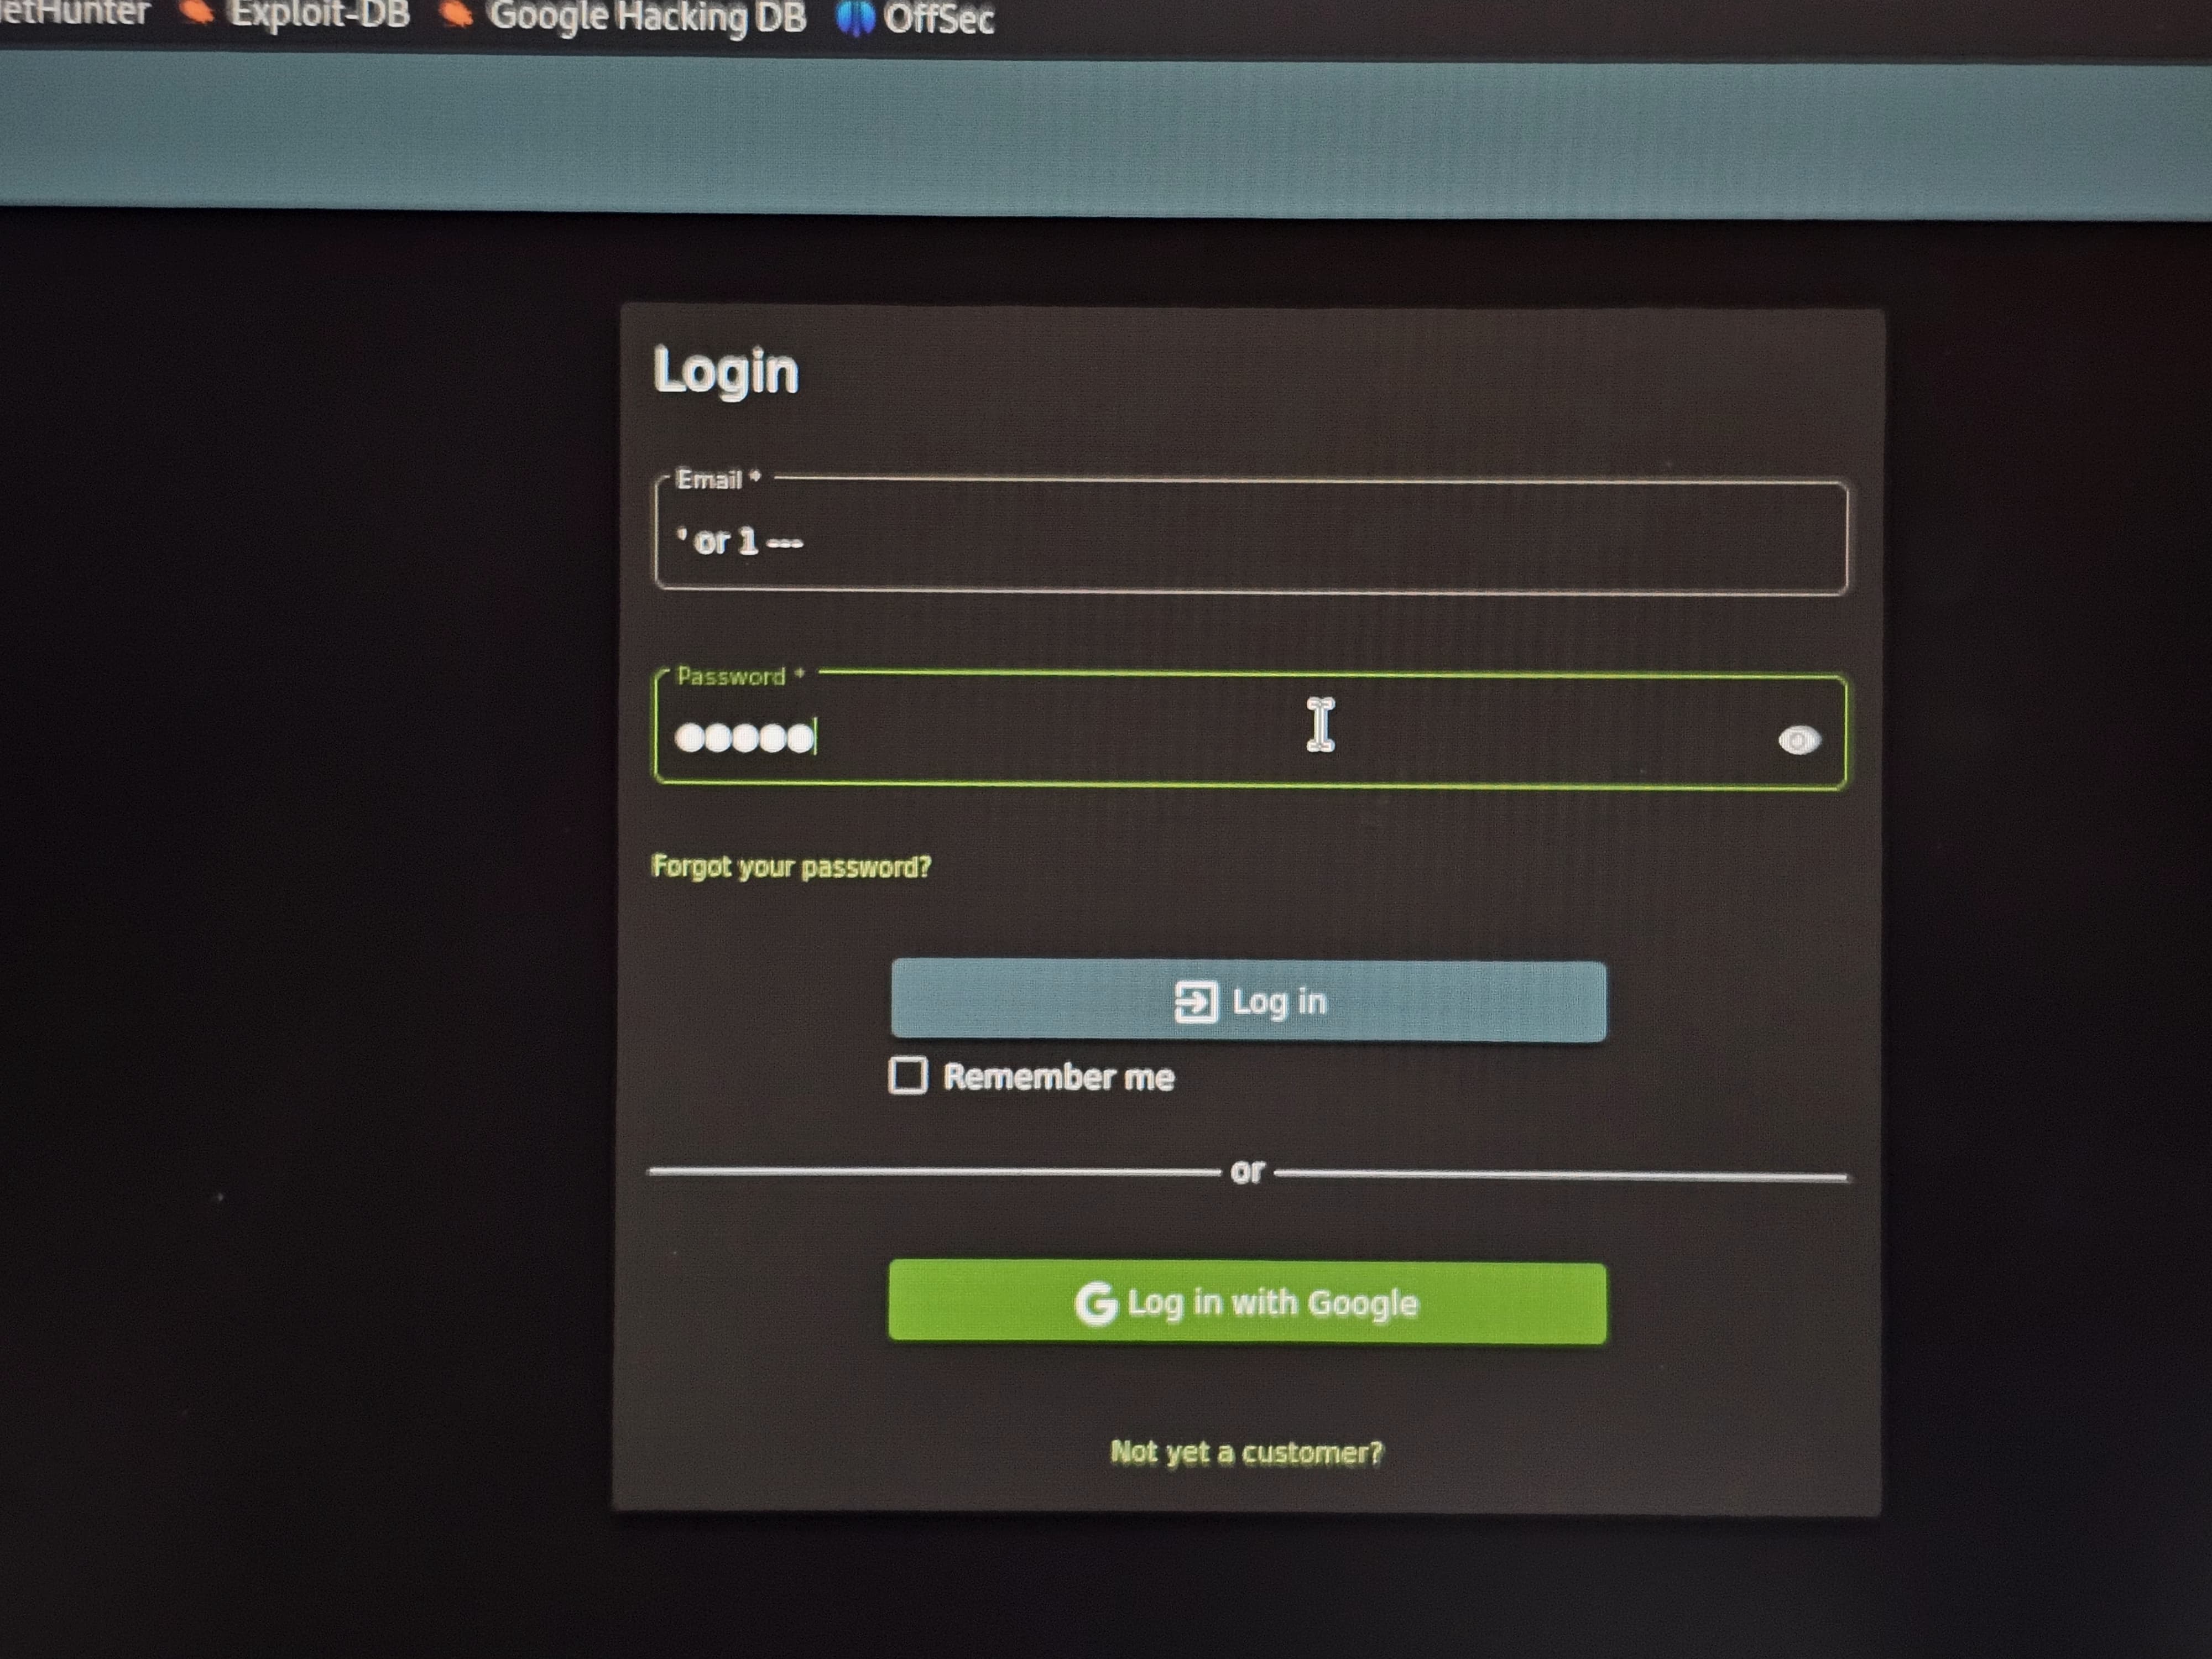 Exploit-DB Google Hacking DB OffSec
Login
Email *
' or 1 ---
Password *
Forgot your password?
Log in
Remember me
or
G Log in with Google
Not yet a customer?